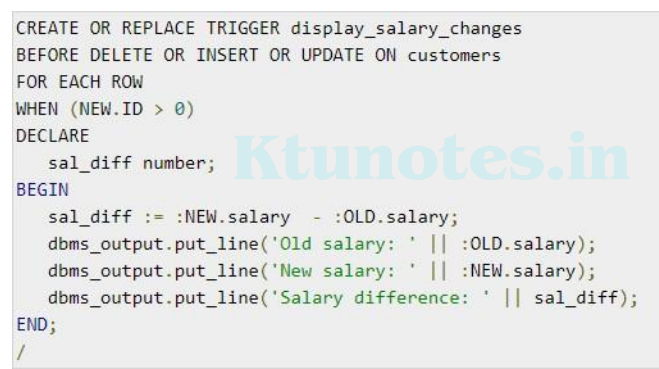 CREATE OR REPLACE TRIGGER display_salary_changes
BEFORE DELETE OR INSERT OR UPDATE ON customers
FOR EACH ROW
WHEN (NEW.ID > 0)
DECLARE
   sal_diff number;
Ktunotes.in
BEGIN
   sal_diff := :NEW.salary  - :OLD.salary;
   dbms_output.put_line('Old salary: ' || :OLD.salary);
   dbms_output.put_line('New salary: ' || :NEW.salary);
   dbms_output.put_line('Salary difference: ' || sal_diff);
END;
/